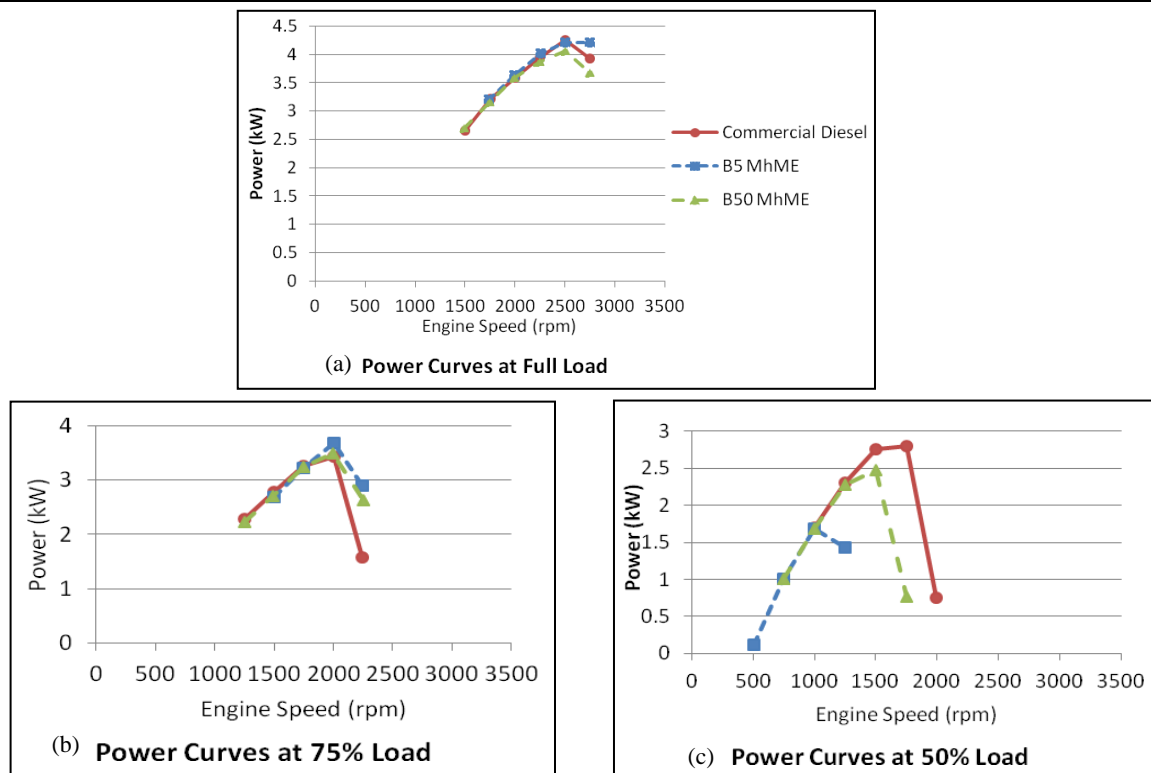 4.5
4
3.5
3
2.5
2
1.5
1
0.5
0
Power (kW)
0 500 1000 1500 2000 2500 3000 3500
Engine Speed (rpm)
Commercial Diesel
B5 MhME
B50 MhME
(a) Power Curves at Full Load
4
3
2
1
0
Power (kW)
0 500 1000 1500 2000 2500 3000 3500
Engine Speed (rpm)
(b) Power Curves at 75% Load
3
2.5
2
1.5
1
0.5
0
Power (kW)
0 500 1000 1500 2000 2500 3000 3500
Engine Speed (rpm)
(c) Power Curves at 50% Load